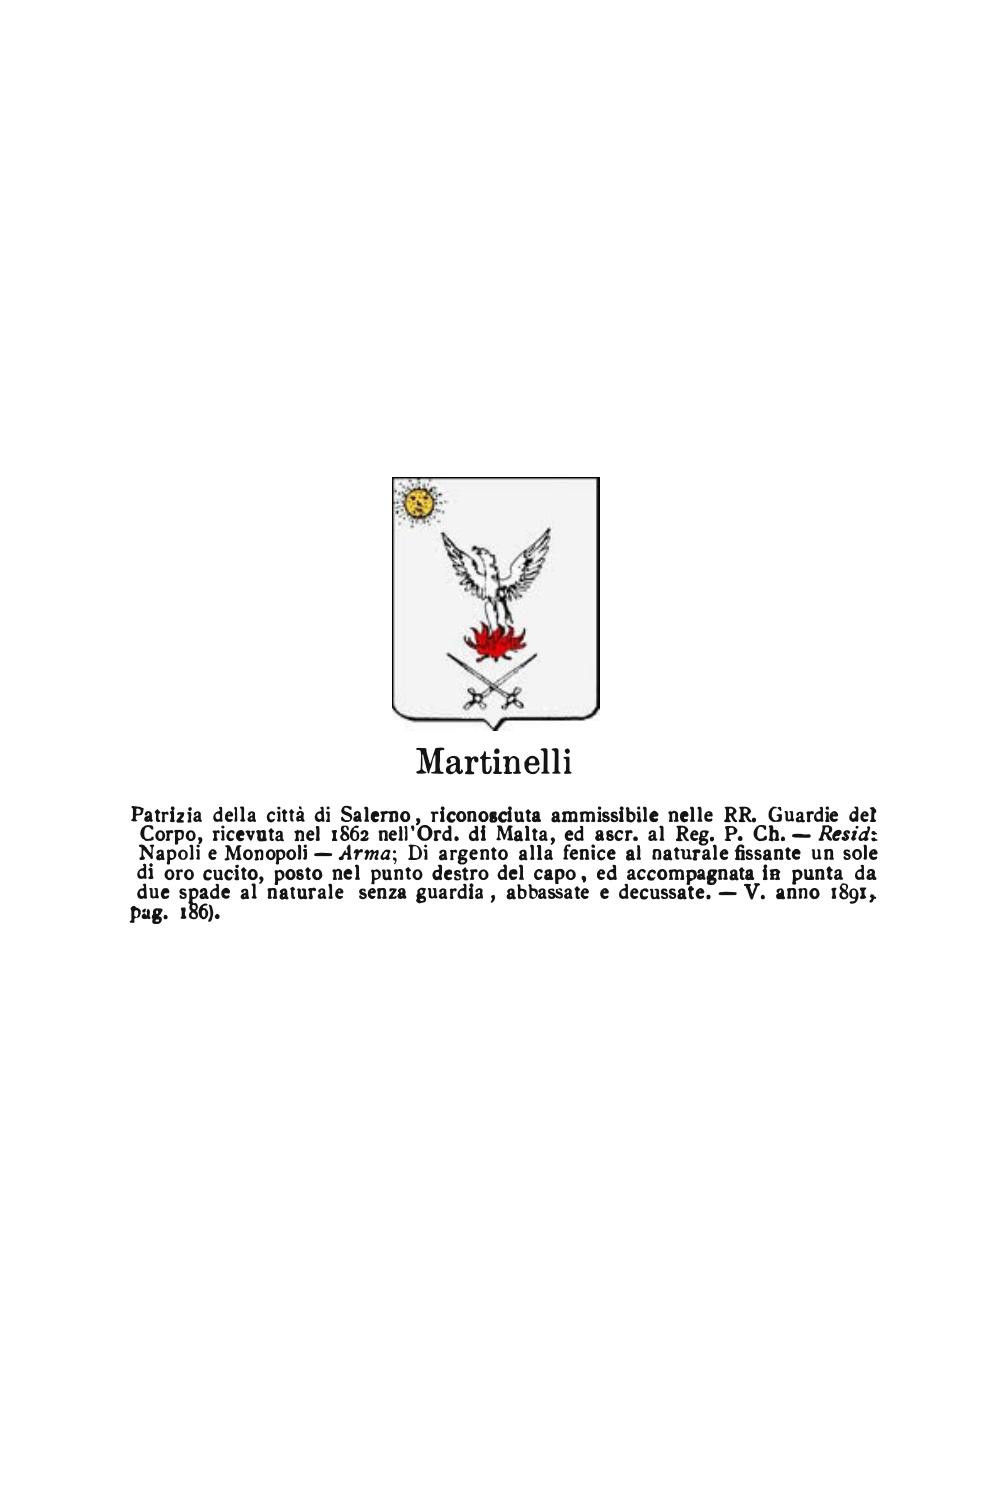 Martinelli
Patrizia della città di Salerno, riconosciuta ammissibile nelle RR. Guardie del
Corpo, ricevuta nel 1862 nell'Ord. di Malta, ed ascr. al Reg. P. Ch. — Resid:
Napoli e Monopoli — Arma; Di argento alla fenice al naturale fissante un sole
di oro cucito, posto nel punto destro del capo, ed accompagnata in punta da
due spade al naturale senza guardia, abbassate e decussate. — V. anno 1891,
pag. 186).